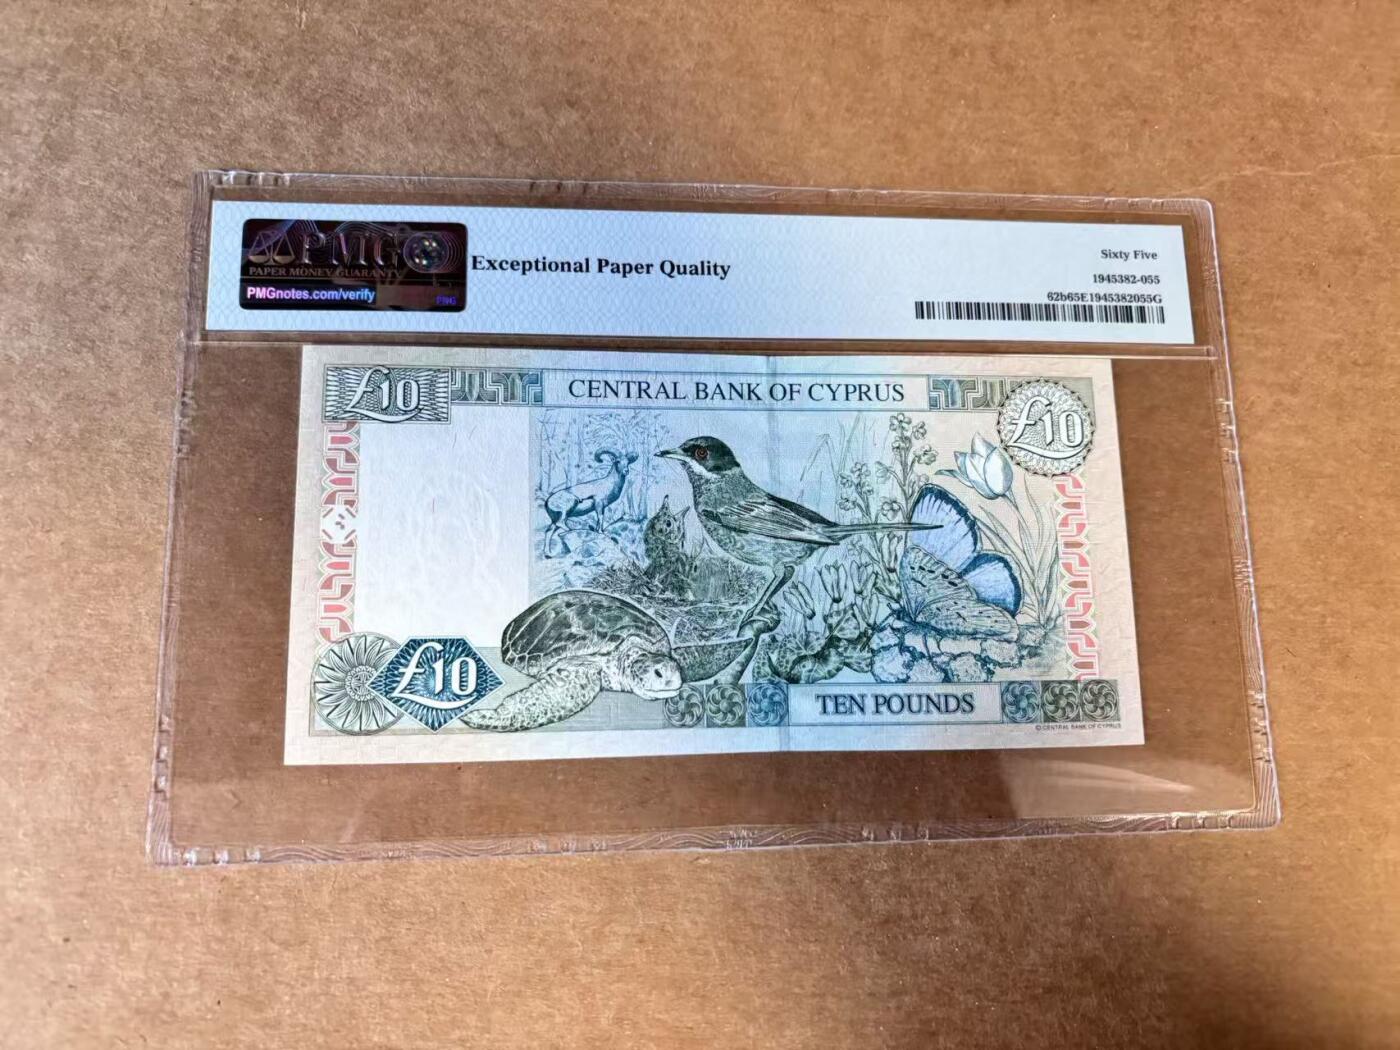 PMG
PAPER MONEY GUARANTY
PMGnotes.com/verify
PMG
Exceptional Paper Quality
Sixty Five
1945382-055
62b65E1945382055G
£10
CENTRAL BANK OF CYPRUS
£10
£10
TEN POUNDS
© CENTRAL BANK OF CYPRUS